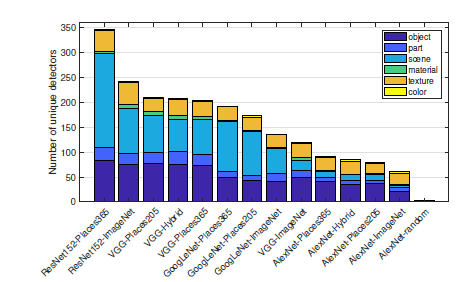 Number of unique detectors
350
300
250
200
150
100
50
0
object
part
scene
material
texture
color
ResNet152-Places365
ResNet152-ImageNet
VGG-Places205
VGG-Hybrid
VGG-Places365
GoogLeNet-Places365
GoogLeNet-Places205
GoogLeNet-ImageNet
VGG-ImageNet
AlexNet-Places365
AlexNet-Hybrid
AlexNet-Places205
AlexNet-ImageNet
AlexNet-random